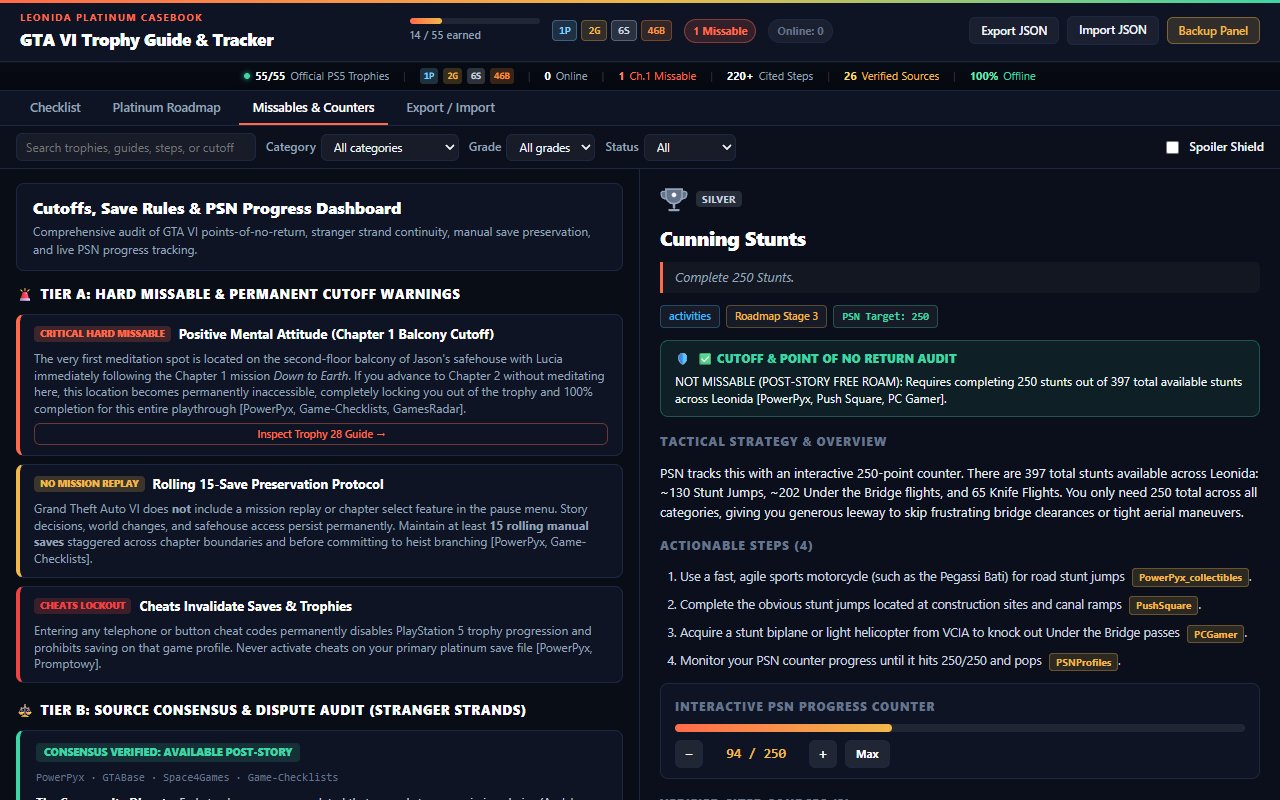 LEONIDA PLATINUM CASEBOOK
GTA VI Trophy Guide & Tracker
14 / 55 earned
1P 2G 6S 46B
1 Missable
Online: 0
Export JSON
Import JSON
Backup Panel
55/55 Official PS5 Trophies
1P 2G 6S 46B
0 Online
1 Ch.1 Missable
220+ Cited Steps
26 Verified Sources
100% Offline
Checklist
Platinum Roadmap
Missables & Counters
Export / Import
Search trophies, guides, steps, or cutoff
Category
All categories
Grade
All grades
Status
All
Spoiler Shield
Cutoffs, Save Rules & PSN Progress Dashboard
Comprehensive audit of GTA VI points-of-no-return, stranger strand continuity, manual save preservation,
and live PSN progress tracking.
TIER A: HARD MISSABLE & PERMANENT CUTOFF WARNINGS
CRITICAL HARD MISSABLE
Positive Mental Attitude (Chapter 1 Balcony Cutoff)
The very first meditation spot is located on the second-floor balcony of Jason's safehouse with Lucia
immediately following the Chapter 1 mission Down to Earth. If you advance to Chapter 2 without meditating
here, this location becomes permanently inaccessible, completely locking you out of the trophy and 100%
completion for this entire playthrough [PowerPyx, Game-Checklists, GamesRadar].
Inspect Trophy 28 Guide →
NO MISSION REPLAY
Rolling 15-Save Preservation Protocol
Grand Theft Auto VI does not include a mission replay or chapter select feature in the pause menu. Story
decisions, world changes, and safehouse access persist permanently. Maintain at least 15 rolling manual
saves staggered across chapter boundaries and before committing to heist branching [PowerPyx, Game-
Checklists].
CHEATS LOCKOUT
Cheats Invalidate Saves & Trophies
Entering any telephone or button cheat codes permanently disables PlayStation 5 trophy progression and
prohibits saving on that game profile. Never activate cheats on your primary platinum save file [PowerPyx,
Promptowy].
TIER B: SOURCE CONSENSUS & DISPUTE AUDIT (STRANGER STRANDS)
CONSENSUS VERIFIED: AVAILABLE POST-STORY
PowerPyx · GTABase · Space4Games · Game-Checklists
SILVER
Cunning Stunts
Complete 250 Stunts.
activities
Roadmap Stage 3
PSN Target: 250
CUTOFF & POINT OF NO RETURN AUDIT
NOT MISSABLE (POST-STORY FREE ROAM): Requires completing 250 stunts out of 397 total available stunts
across Leonida [PowerPyx, Push Square, PC Gamer].
TACTICAL STRATEGY & OVERVIEW
PSN tracks this with an interactive 250-point counter. There are 397 total stunts available across Leonida:
~130 Stunt Jumps, ~202 Under the Bridge flights, and 65 Knife Flights. You only need 250 total across all
categories, giving you generous leeway to skip frustrating bridge clearances or tight aerial maneuvers.
ACTIONABLE STEPS (4)
1. Use a fast, agile sports motorcycle (such as the Pegassi Bati) for road stunt jumps PowerPyx_collectibles.
2. Complete the obvious stunt jumps located at construction sites and canal ramps PushSquare.
3. Acquire a stunt biplane or light helicopter from VCIA to knock out Under the Bridge passes PCGamer.
4. Monitor your PSN counter progress until it hits 250/250 and pops PSNProfiles.
INTERACTIVE PSN PROGRESS COUNTER
− 94 / 250 + Max